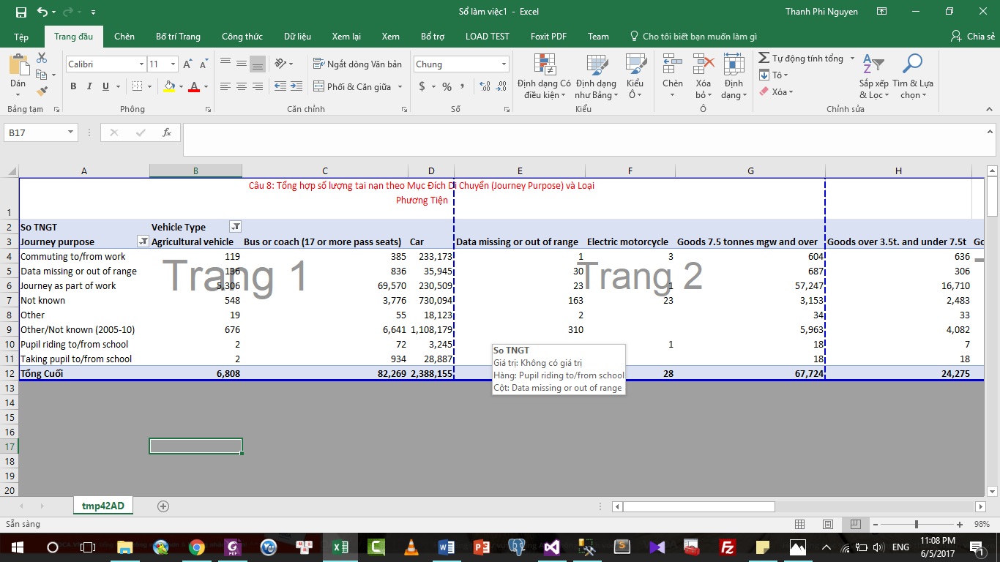 Sổ làm việc1 - Excel
Thanh Phi Nguyen
Tệp Trang đầu Chèn Bố trí Trang Công thức Dữ liệu Xem lại Xem Bổ trợ LOAD TEST Foxit PDF Team Cho tôi biết bạn muốn làm gì Chia sẻ
Dán
Calibri 11
B I U A A A
Ngắt dòng Văn bản
Phối & Căn giữa
Chung
$ % ,
Định dạng Có điều kiện
Định dạng như Bảng
Kiểu Ô
Chèn
Xóa bỏ
Định dạng
Tự động tính tổng
Tô
Xóa
Sắp xếp & Lọc
Tìm & Lựa chọn
Bảng tạm Phông Căn chỉnh Số Kiểu Ô Chỉnh sửa
B17 fx
A B C D E F G H
1 Câu 8: Tổng hợp số lượng tai nạn theo Mục Đích Di Chuyển (Journey Purpose) và Loại
Phương Tiện
2 So TNGT Vehicle Type
3 Journey purpose Agricultural vehicle Bus or coach (17 or more pass seats) Car Data missing or out of range Electric motorcycle Goods 7.5 tonnes mgw and over Goods over 3.5t. and under 7.5t Go
4 Commuting to/from work 119 385 233,173 1 3 604 636
5 Data missing or out of range 136 836 35,945 30 687 306
6 Journey as part of work 5,306 69,570 230,509 23 1 57,247 16,710
7 Not known 548 3,776 730,094 163 23 3,153 2,483
8 Other 19 55 18,123 2 34 33
9 Other/Not known (2005-10) 676 6,641 1,108,179 310 5,963 4,082
10 Pupil riding to/from school 2 72 3,245 1 18 7
11 Taking pupil to/from school 2 934 28,887 18 18
12 Tổng Cuối 6,808 82,269 2,388,155 28 67,724 24,275
Trang 1
Trang 2
So TNGT
Giá trị: Không có giá trị
Hàng: Pupil riding to/from school
Cột: Data missing or out of range
13
14
15
16
17
18
19
20
tmp42AD
Sẵn sàng
98%
ENG
11:08 PM
6/5/2017